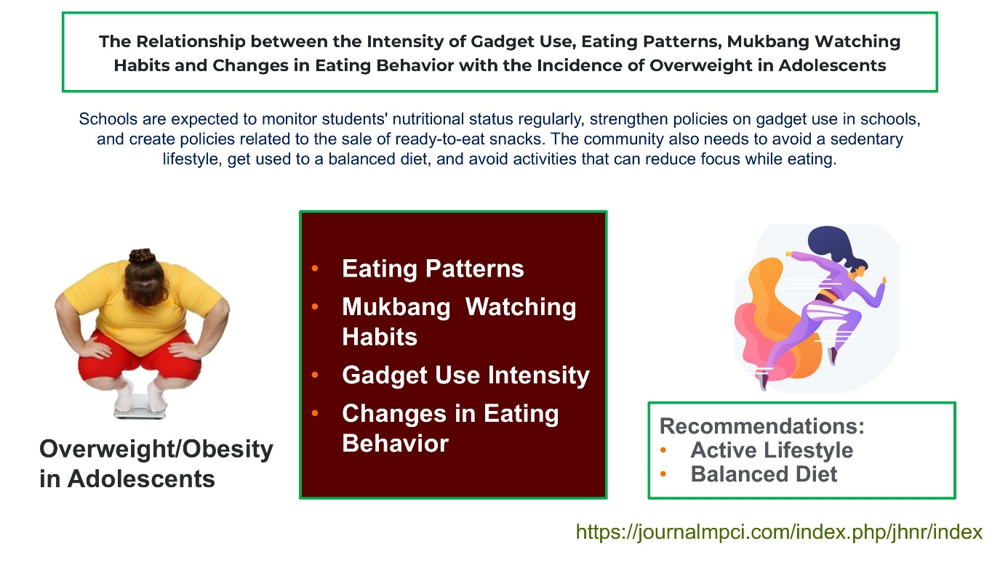 The Relationship between the Intensity of Gadget Use, Eating Patterns, Mukbang Watching
Habits and Changes in Eating Behavior with the Incidence of Overweight in Adolescents
Schools are expected to monitor students' nutritional status regularly, strengthen policies on gadget use in schools,
and create policies related to the sale of ready-to-eat snacks. The community also needs to avoid a sedentary
lifestyle, get used to a balanced diet, and avoid activities that can reduce focus while eating.
Overweight/Obesity
in Adolescents
• Eating Patterns
• Mukbang  Watching
Habits
• Gadget Use Intensity
• Changes in Eating
Behavior
Recommendations:
• Active Lifestyle
• Balanced Diet
https://journalmpci.com/index.php/jhnr/index